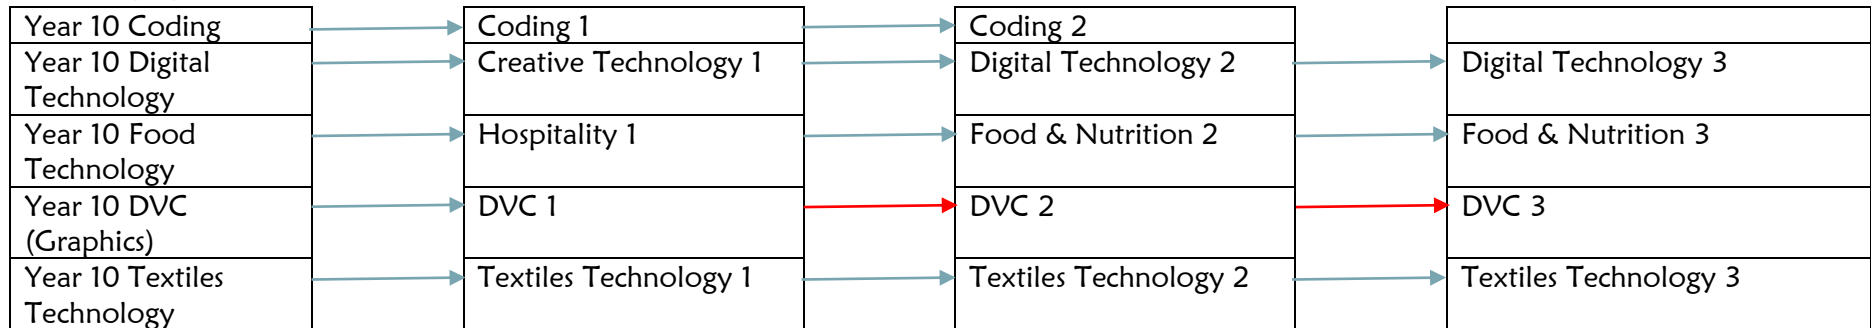 Year 10 Coding
Coding 1
Coding 2
Year 10 Digital
Technology
Creative Technology 1
Digital Technology 2
Digital Technology 3
Year 10 Food
Technology
Hospitality 1
Food & Nutrition 2
Food & Nutrition 3
Year 10 DVC
(Graphics)
DVC 1
DVC 2
DVC 3
Year 10 Textiles
Technology
Textiles Technology 1
Textiles Technology 2
Textiles Technology 3